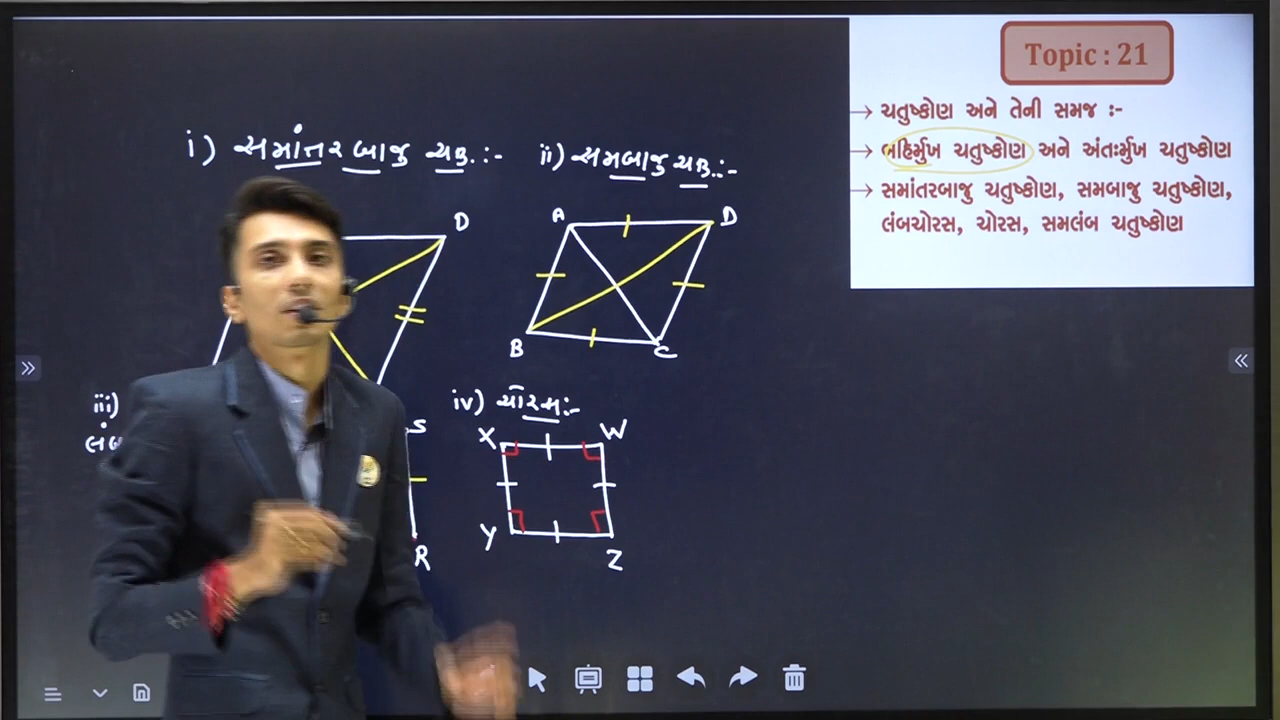 Topic : 21
→ ચતુષ્કોણ અને તેની સમજ :-
→ બહિર્મુખ ચતુષ્કોણ અને અંતઃર્મુખ ચતુષ્કોણ
→ સમાંતરબાજુ ચતુષ્કોણ, સમબાજુ ચતુષ્કોણ,
લંબચોરસ, ચોરસ, સમલંબ ચતુષ્કોણ
i) સમાંતર બાજુ ચતુ.:-
D
ii) સમબાજુ ચતુ.:-
A D
B C
iii)
લંબ
S
R
iv) ચોરસ:-
X W
Y Z